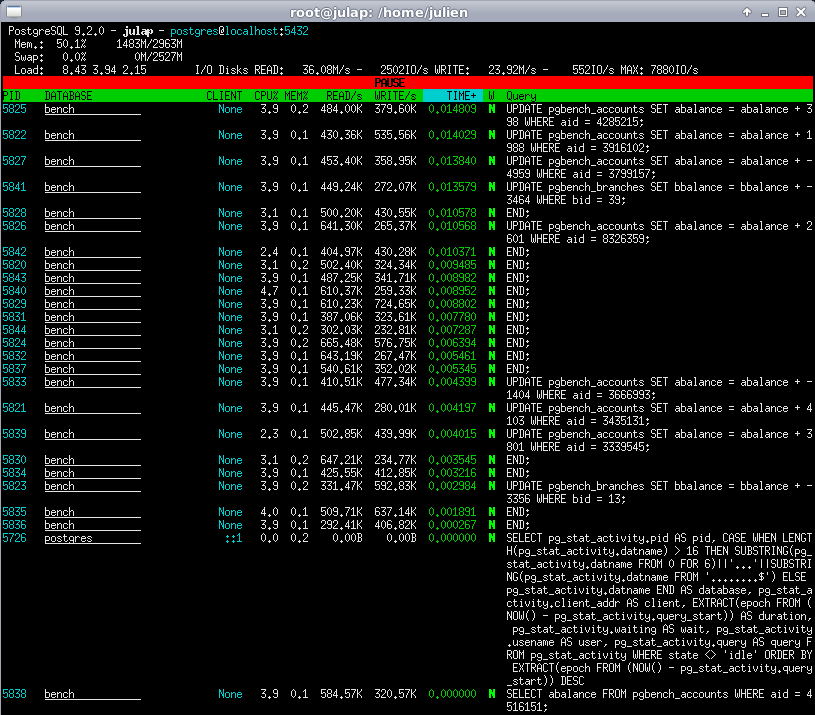 root@julap: /home/julien
PostgreSQL 9.2.0 - julap - postgres@localhost:5432
Mem.: 50.1% 1483M/2963M
Swap: 0.0% 0M/2527M
Load: 8.43 3.94 2.15 I/O Disks READ: 36.08M/s - 2502IO/s WRITE: 23.92M/s - 552IO/s MAX: 7880IO/s
PAUSE
PID DATABASE CLIENT CPU% MEM% READ/s WRITE/s TIME+ W Query
5825 bench None 3.9 0.2 484.00K 379.60K 0.014809 N UPDATE pgbench_accounts SET abalance = abalance + 3
98 WHERE aid = 4285215;
5822 bench None 3.9 0.1 430.36K 535.56K 0.014029 N UPDATE pgbench_accounts SET abalance = abalance + 1
988 WHERE aid = 3916102;
5827 bench None 3.9 0.1 453.40K 358.95K 0.013840 N UPDATE pgbench_accounts SET abalance = abalance + -
4959 WHERE aid = 3799157;
5841 bench None 3.9 0.1 449.24K 272.07K 0.013579 N UPDATE pgbench_branches SET bbalance = bbalance + -
3464 WHERE bid = 39;
5828 bench None 3.1 0.1 500.20K 430.55K 0.010578 N END;
5826 bench None 3.9 0.1 641.30K 265.37K 0.010568 N UPDATE pgbench_accounts SET abalance = abalance + 2
601 WHERE aid = 8326359;
5842 bench None 2.4 0.1 404.97K 430.28K 0.010371 N END;
5820 bench None 3.1 0.2 502.40K 324.34K 0.009485 N END;
5843 bench None 3.9 0.1 487.25K 341.71K 0.008982 N END;
5840 bench None 4.7 0.1 610.37K 259.33K 0.008952 N END;
5829 bench None 3.9 0.1 610.23K 724.65K 0.008802 N END;
5831 bench None 3.9 0.1 387.06K 323.61K 0.007780 N END;
5844 bench None 3.1 0.2 302.03K 232.81K 0.007287 N END;
5824 bench None 3.9 0.2 665.48K 576.75K 0.006394 N END;
5832 bench None 3.9 0.1 643.19K 267.47K 0.005461 N END;
5837 bench None 3.9 0.1 540.61K 352.02K 0.005345 N END;
5833 bench None 3.9 0.1 410.51K 477.34K 0.004399 N UPDATE pgbench_accounts SET abalance = abalance + -
1404 WHERE aid = 3666993;
5821 bench None 3.9 0.1 445.47K 280.01K 0.004197 N UPDATE pgbench_accounts SET abalance = abalance + 4
103 WHERE aid = 3435131;
5839 bench None 2.3 0.1 502.85K 439.99K 0.004015 N UPDATE pgbench_accounts SET abalance = abalance + 3
801 WHERE aid = 3339545;
5830 bench None 3.1 0.2 647.21K 234.77K 0.003545 N END;
5834 bench None 3.9 0.1 425.55K 412.85K 0.003216 N END;
5823 bench None 3.9 0.2 331.47K 592.83K 0.002984 N UPDATE pgbench_branches SET bbalance = bbalance + -
3356 WHERE bid = 13;
5835 bench None 4.0 0.1 509.71K 637.14K 0.001891 N END;
5836 bench None 3.9 0.1 292.41K 406.82K 0.000267 N END;
5726 postgres ::1 0.0 0.2 0.00B 0.00B 0.000000 N SELECT pg_stat_activity.pid AS pid, CASE WHEN LENGT
H(pg_stat_activity.datname) > 16 THEN SUBSTRING(pg_
stat_activity.datname FROM 0 FOR 6)||'...'||SUBSTRI
NG(pg_stat_activity.datname FROM '........$') ELSE
pg_stat_activity.datname END AS database, pg_stat_a
ctivity.client_addr AS client, EXTRACT(epoch FROM (
NOW() - pg_stat_activity.query_start)) AS duration,
pg_stat_activity.waiting AS wait, pg_stat_activity.
usename AS user, pg_stat_activity.query AS query F
ROM pg_stat_activity WHERE state <> 'idle' ORDER BY
EXTRACT(epoch FROM (NOW() - pg_stat_activity.query
_start)) DESC
5838 bench None 3.9 0.1 584.57K 320.57K 0.000000 N SELECT abalance FROM pgbench_accounts WHERE aid = 4
516151;